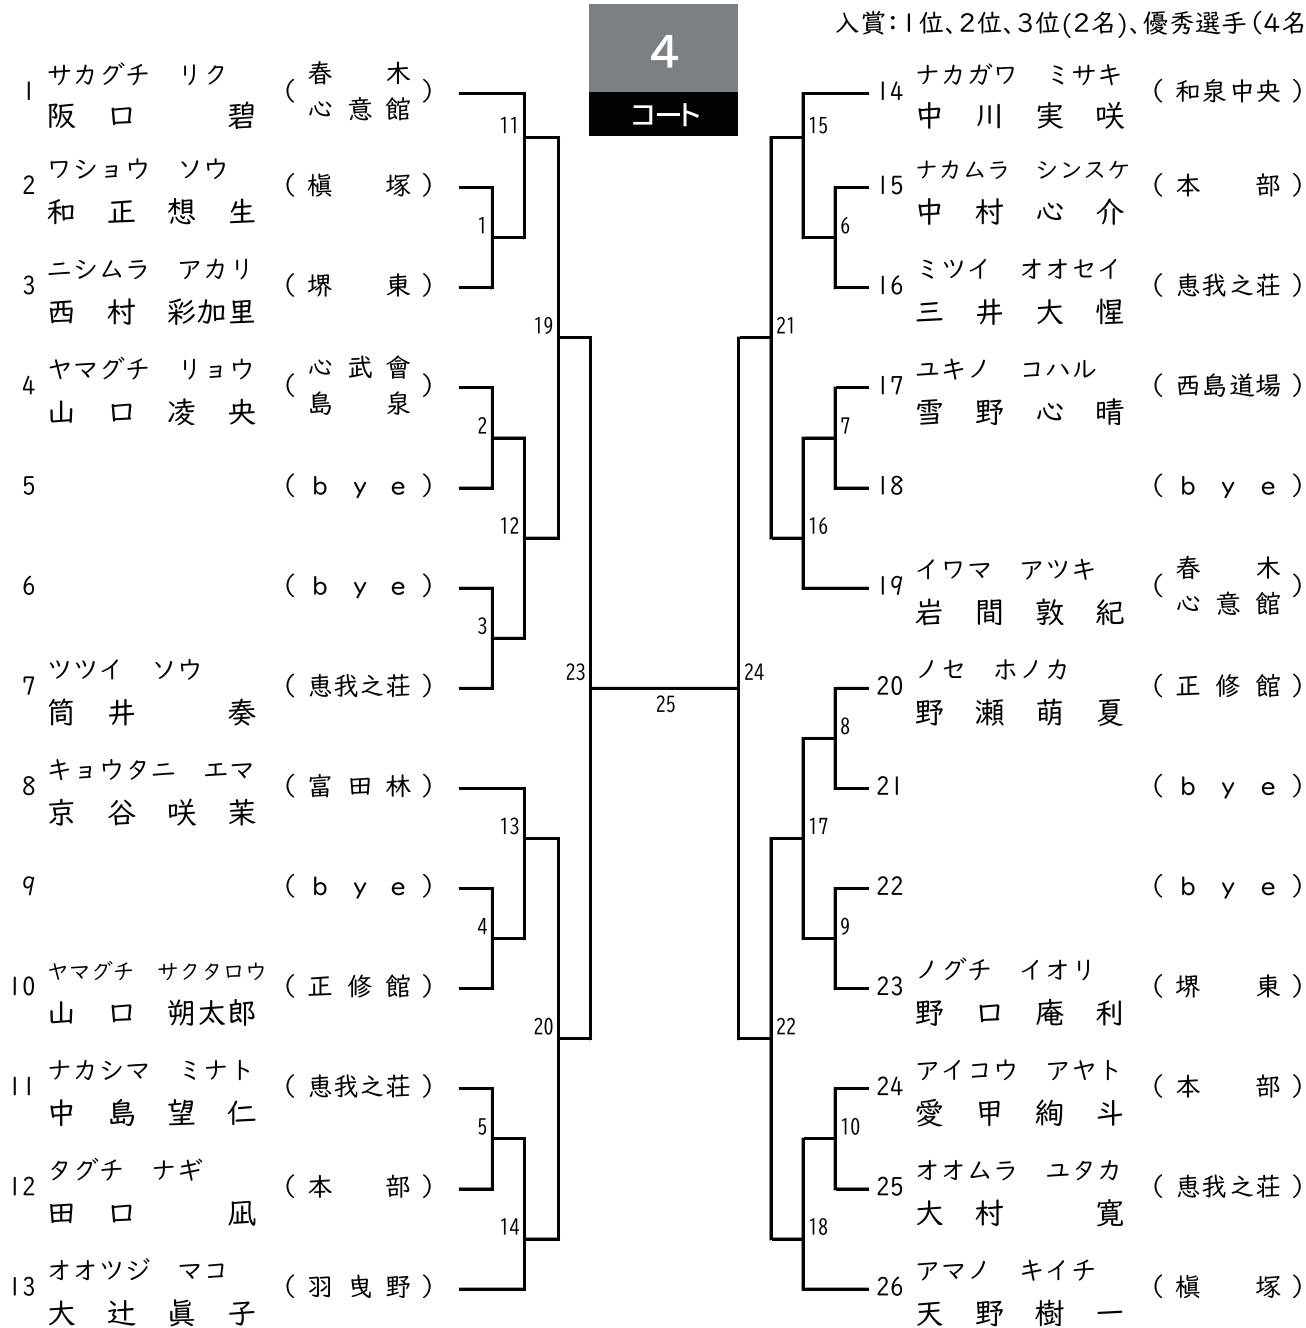 入賞：1位、2位、3位(2名)、優秀選手（4名
4
コート
1 サカグチ リク
阪口 碧 （春木心意館）
2 ワショウ ソウ
和正想生 （槇塚）
3 ニシムラ アカリ
西村彩加里 （堺東）
4 ヤマグチ リョウ
山口凌央 （心武會島泉）
5 （bye）
6 （bye）
7 ツツイ ソウ
筒井 奏 （恵我之荘）
8 キョウタニ エマ
京谷咲茉 （富田林）
9 （bye）
10 ヤマグチ サクタロウ
山口朔太郎 （正修館）
11 ナカシマ ミナト
中島望仁 （恵我之荘）
12 タグチ ナギ
田口 凪 （本部）
13 オオツジ マコ
大辻眞子 （羽曳野）
11
1
19
2
12
3
23
13
4
20
5
14
25
15
6
21
7
16
24
8
17
9
22
10
18
14 ナカガワ ミサキ
中川実咲 （和泉中央）
15 ナカムラ シンスケ
中村心介 （本部）
16 ミツイ オオセイ
三井大惺 （恵我之荘）
17 ユキノ コハル
雪野心晴 （西島道場）
18 （bye）
19 イワマ アツキ
岩間敦紀 （春木心意館）
20 ノセ ホノカ
野瀬萌夏 （正修館）
21 （bye）
22 （bye）
23 ノグチ イオリ
野口庵利 （堺東）
24 アイコウ アヤト
愛甲絢斗 （本部）
25 オオムラ ユタカ
大村 寛 （恵我之荘）
26 アマノ キイチ
天野樹一 （槇塚）